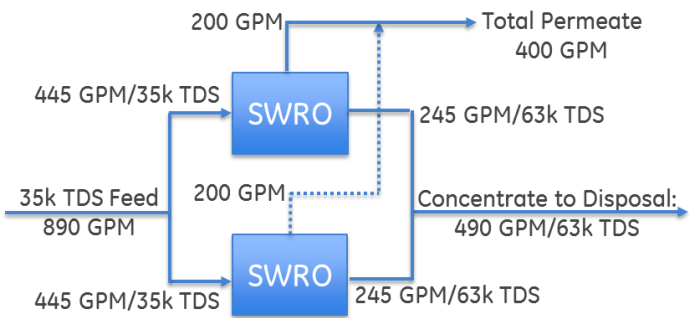 200 GPM
Total Permeate
400 GPM
445 GPM/35k TDS
SWRO
245 GPM/63k TDS
35k TDS Feed
890 GPM
200 GPM
Concentrate to Disposal:
490 GPM/63k TDS
SWRO
445 GPM/35k TDS
245 GPM/63k TDS